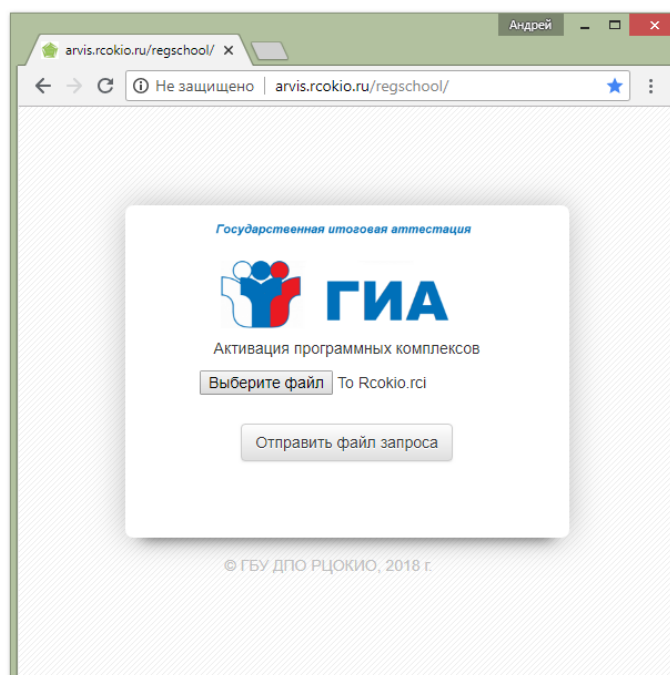 Андрей
arvis.rcokio.ru/regschool/
Не защищено | arvis.rcokio.ru/regschool/
Государственная итоговая аттестация
ГИА
Активация программных комплексов
Выберите файл To Rcokio.rci
Отправить файл запроса
© ГБУ ДПО РЦОКИО, 2018 г.